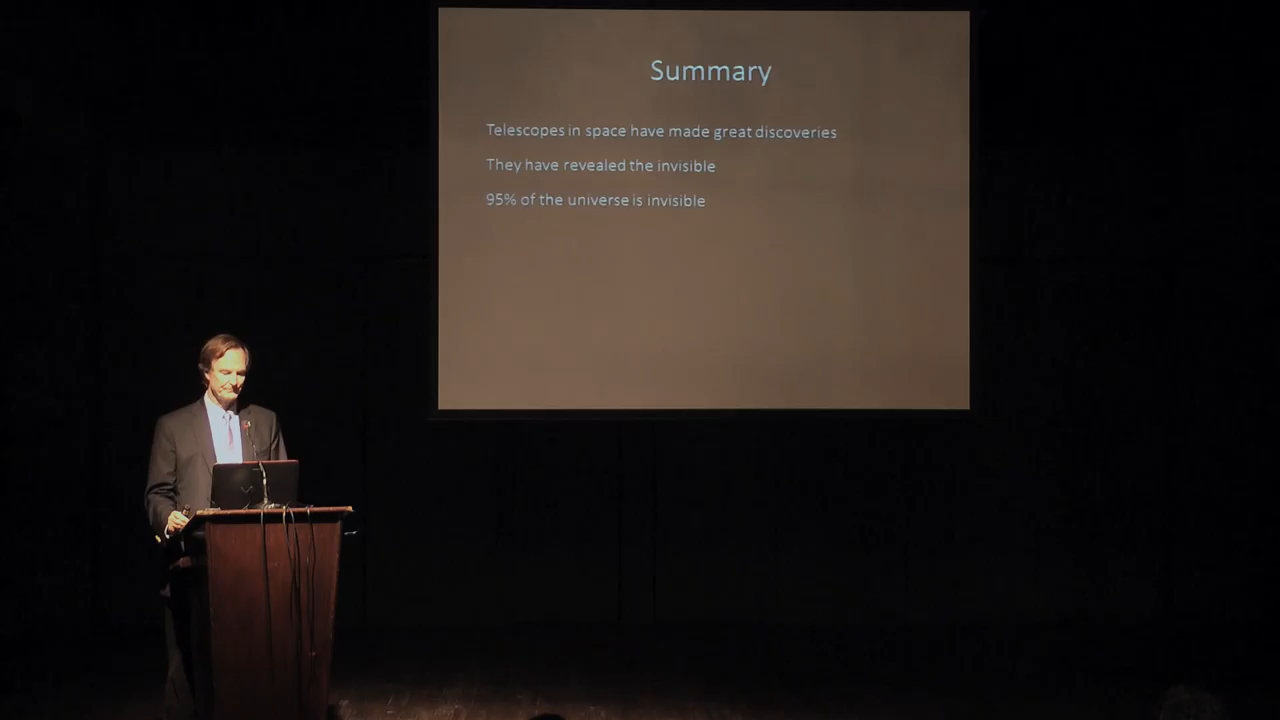 Summary
Telescopes in space have made great discoveries
They have revealed the invisible
95% of the universe is invisible